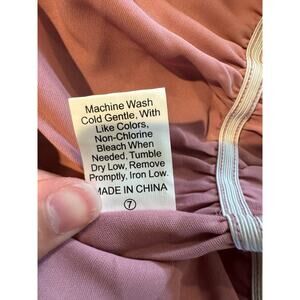 Machine Wash
Cold Gentle, With
Like Colors,
Non-Chlorine
Bleach When
Needed, Tumble
Dry Low, Remove
Promptly, Iron Low.
MADE IN CHINA
⑦